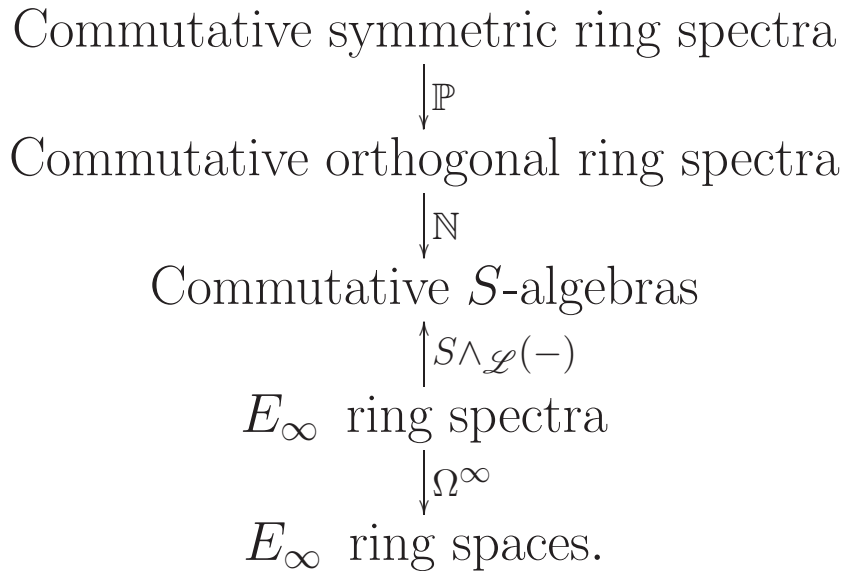 Commutative symmetric ring spectra
ℙ
Commutative orthogonal ring spectra
ℕ
Commutative S-algebras
S∧ℒ(−)
E∞ ring spectra
Ω∞
E∞ ring spaces.